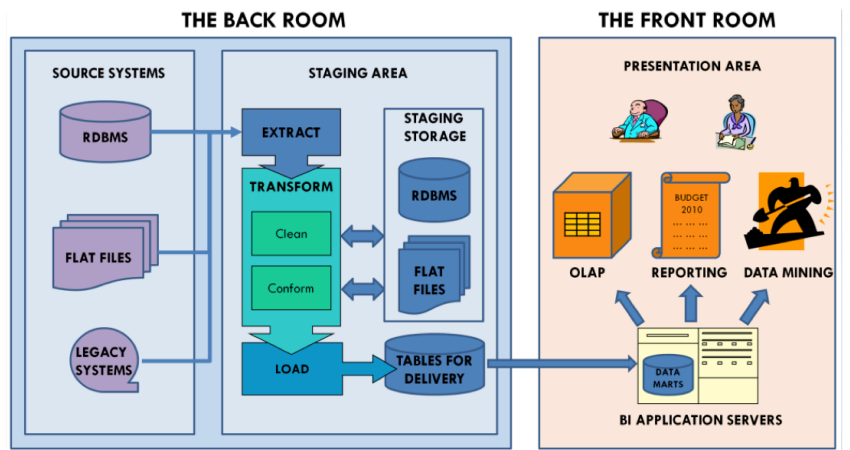 THE BACK ROOM
THE FRONT ROOM
SOURCE SYSTEMS
STAGING AREA
PRESENTATION AREA
RDBMS
FLAT FILES
LEGACY
SYSTEMS
EXTRACT
TRANSFORM
Clean
Conform
LOAD
STAGING
STORAGE
RDBMS
FLAT
FILES
TABLES FOR
DELIVERY
BUDGET
2010
... ... ...
... ... ...
OLAP
REPORTING
DATA MINING
DATA
MARTS
BI APPLICATION SERVERS